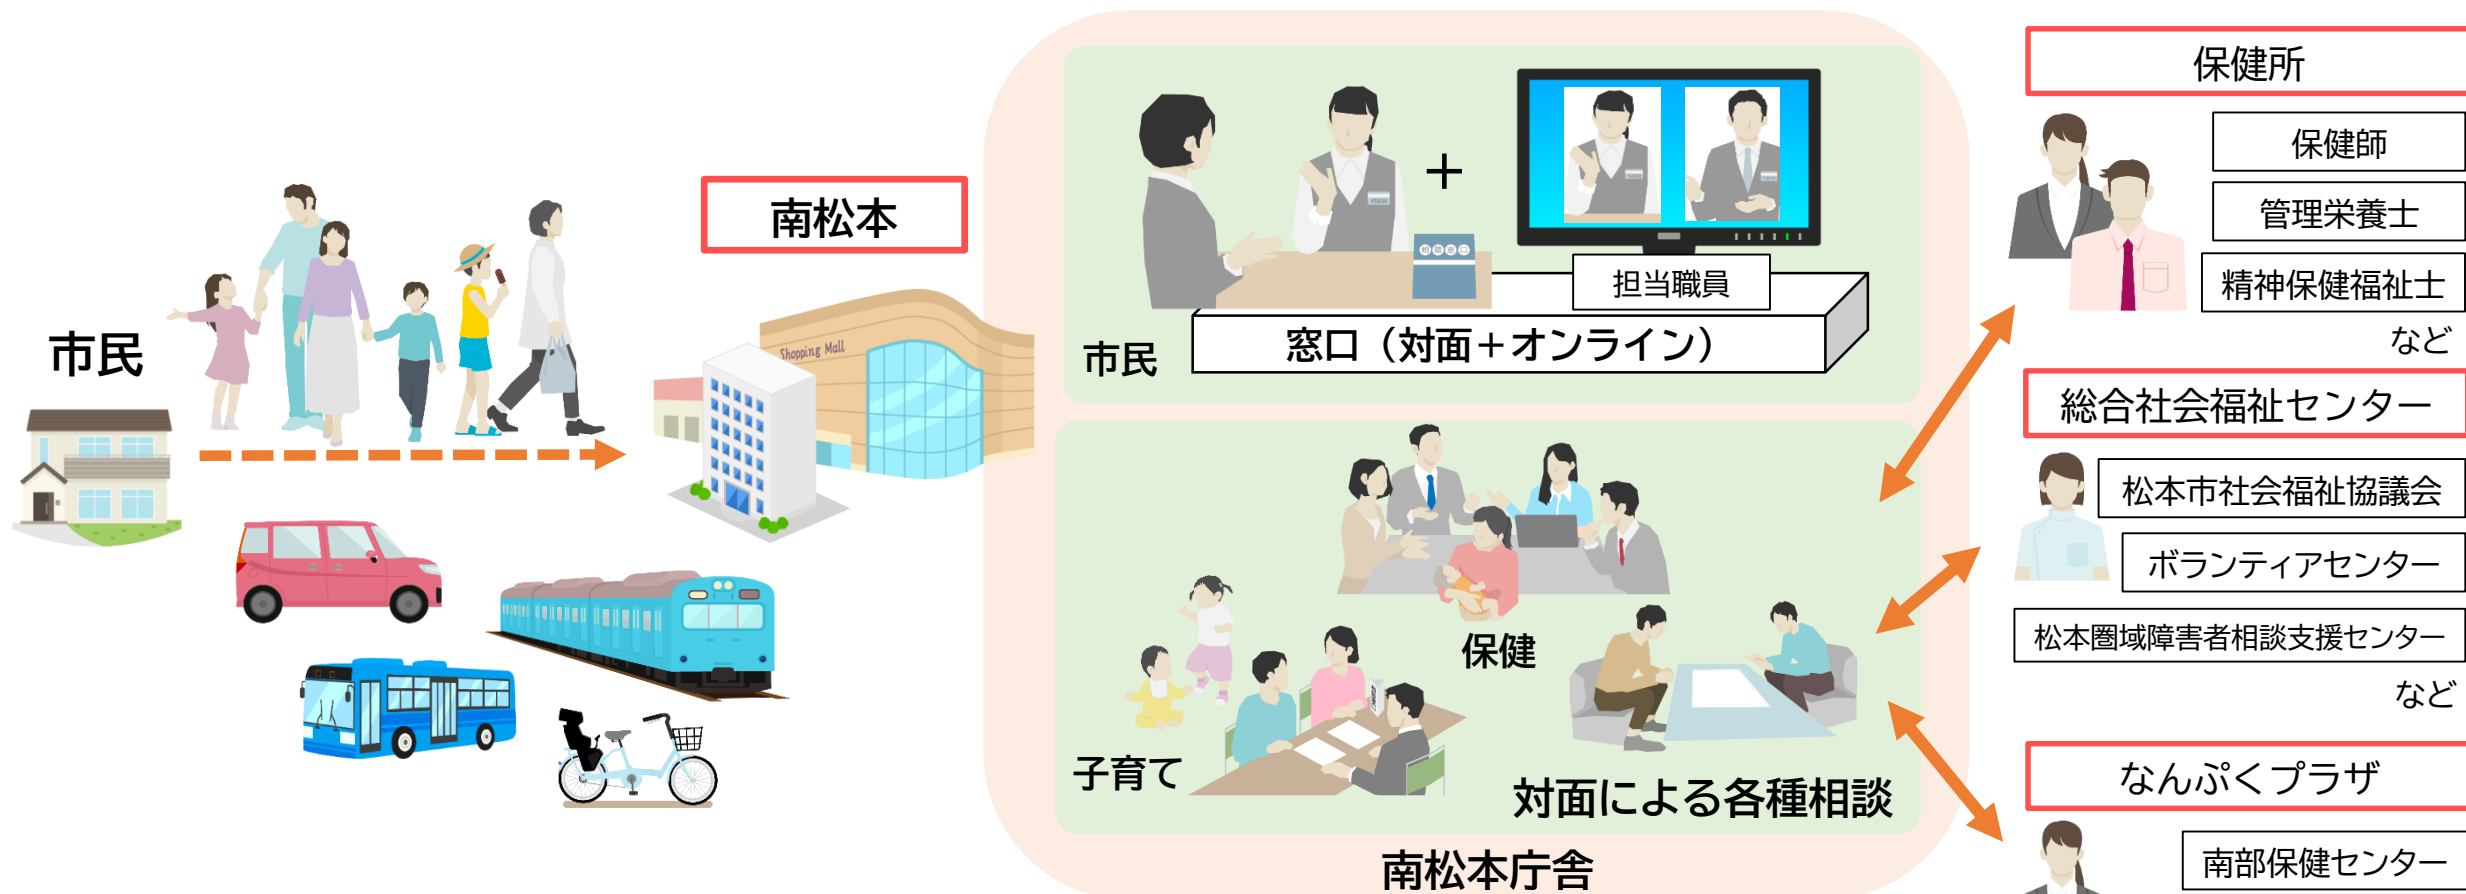 市民
南松本
Shopping Mall
＋
相談窓口
担当職員
窓口（対面＋オンライン）
市民
保健
子育て
対面による各種相談
南松本庁舎
保健所
保健師
管理栄養士
精神保健福祉士
など
総合社会福祉センター
松本市社会福祉協議会
ボランティアセンター
松本圏域障害者相談支援センター
など
なんぷくプラザ
南部保健センター